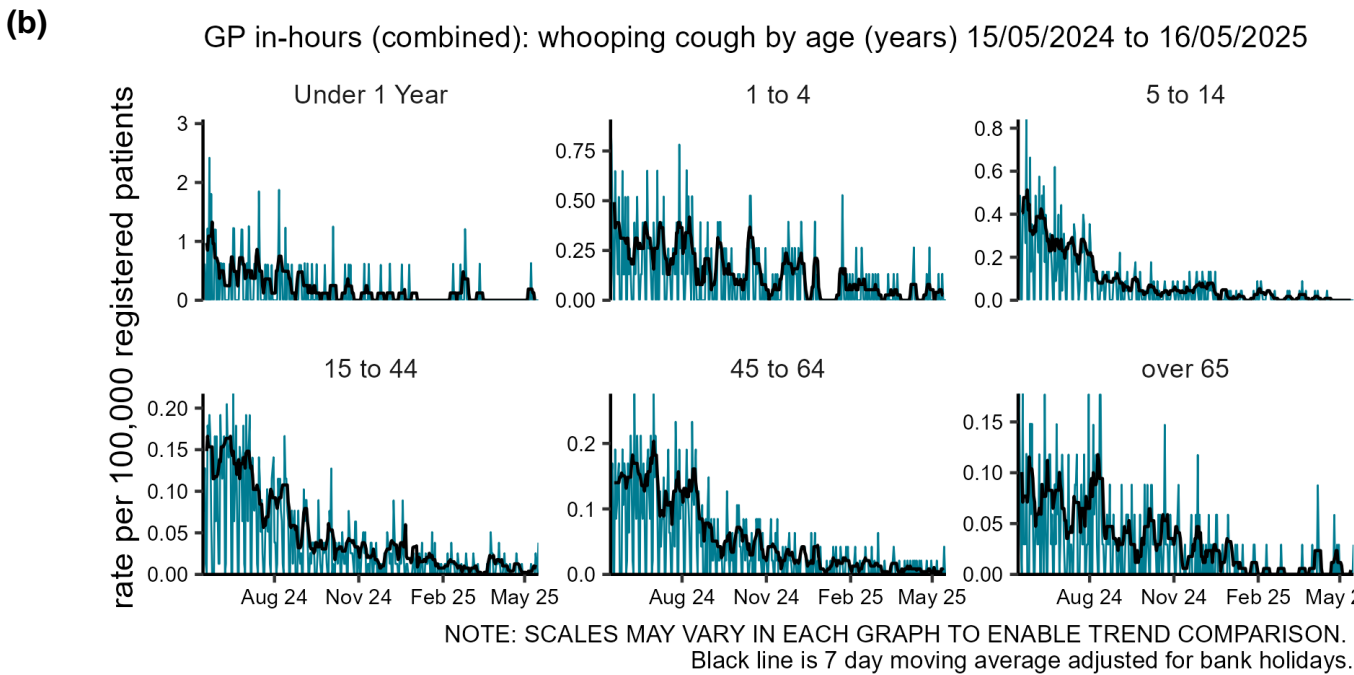 (b)
GP in-hours (combined): whooping cough by age (years) 15/05/2024 to 16/05/2025
rate per 100,000 registered patients
Under 1 Year
3
2
1
0
1 to 4
0.75
0.50
0.25
0.00
5 to 14
0.8
0.6
0.4
0.2
0.0
15 to 44
0.20
0.15
0.10
0.05
0.00
Aug 24 Nov 24 Feb 25 May 25
45 to 64
0.2
0.1
0.0
Aug 24 Nov 24 Feb 25 May 25
over 65
0.15
0.10
0.05
0.00
Aug 24 Nov 24 Feb 25 May
NOTE: SCALES MAY VARY IN EACH GRAPH TO ENABLE TREND COMPARISON.
Black line is 7 day moving average adjusted for bank holidays.